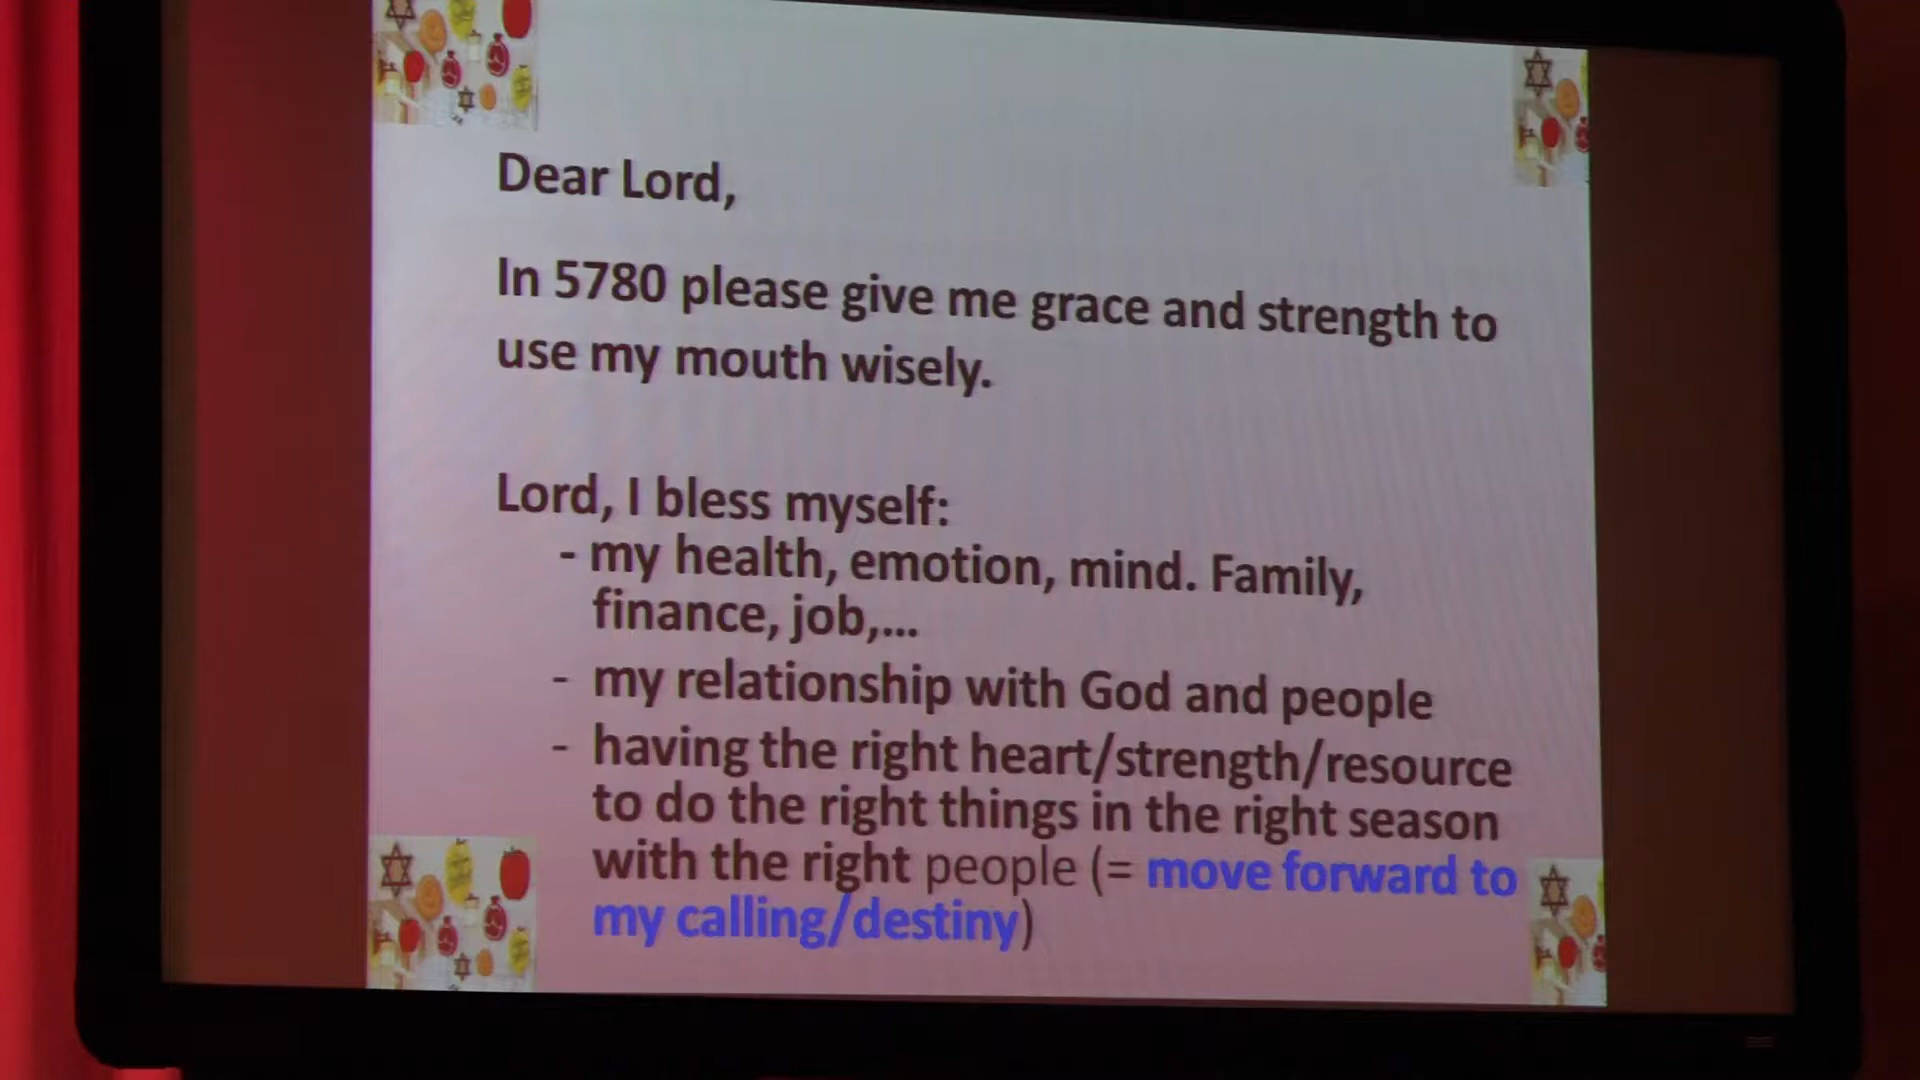 Dear Lord,
In 5780 please give me grace and strength to
use my mouth wisely.
Lord, I bless myself:
- my health, emotion, mind. Family,
finance, job,...
- my relationship with God and people
- having the right heart/strength/resource
to do the right things in the right season
with the right people (= move forward to
my calling/destiny)